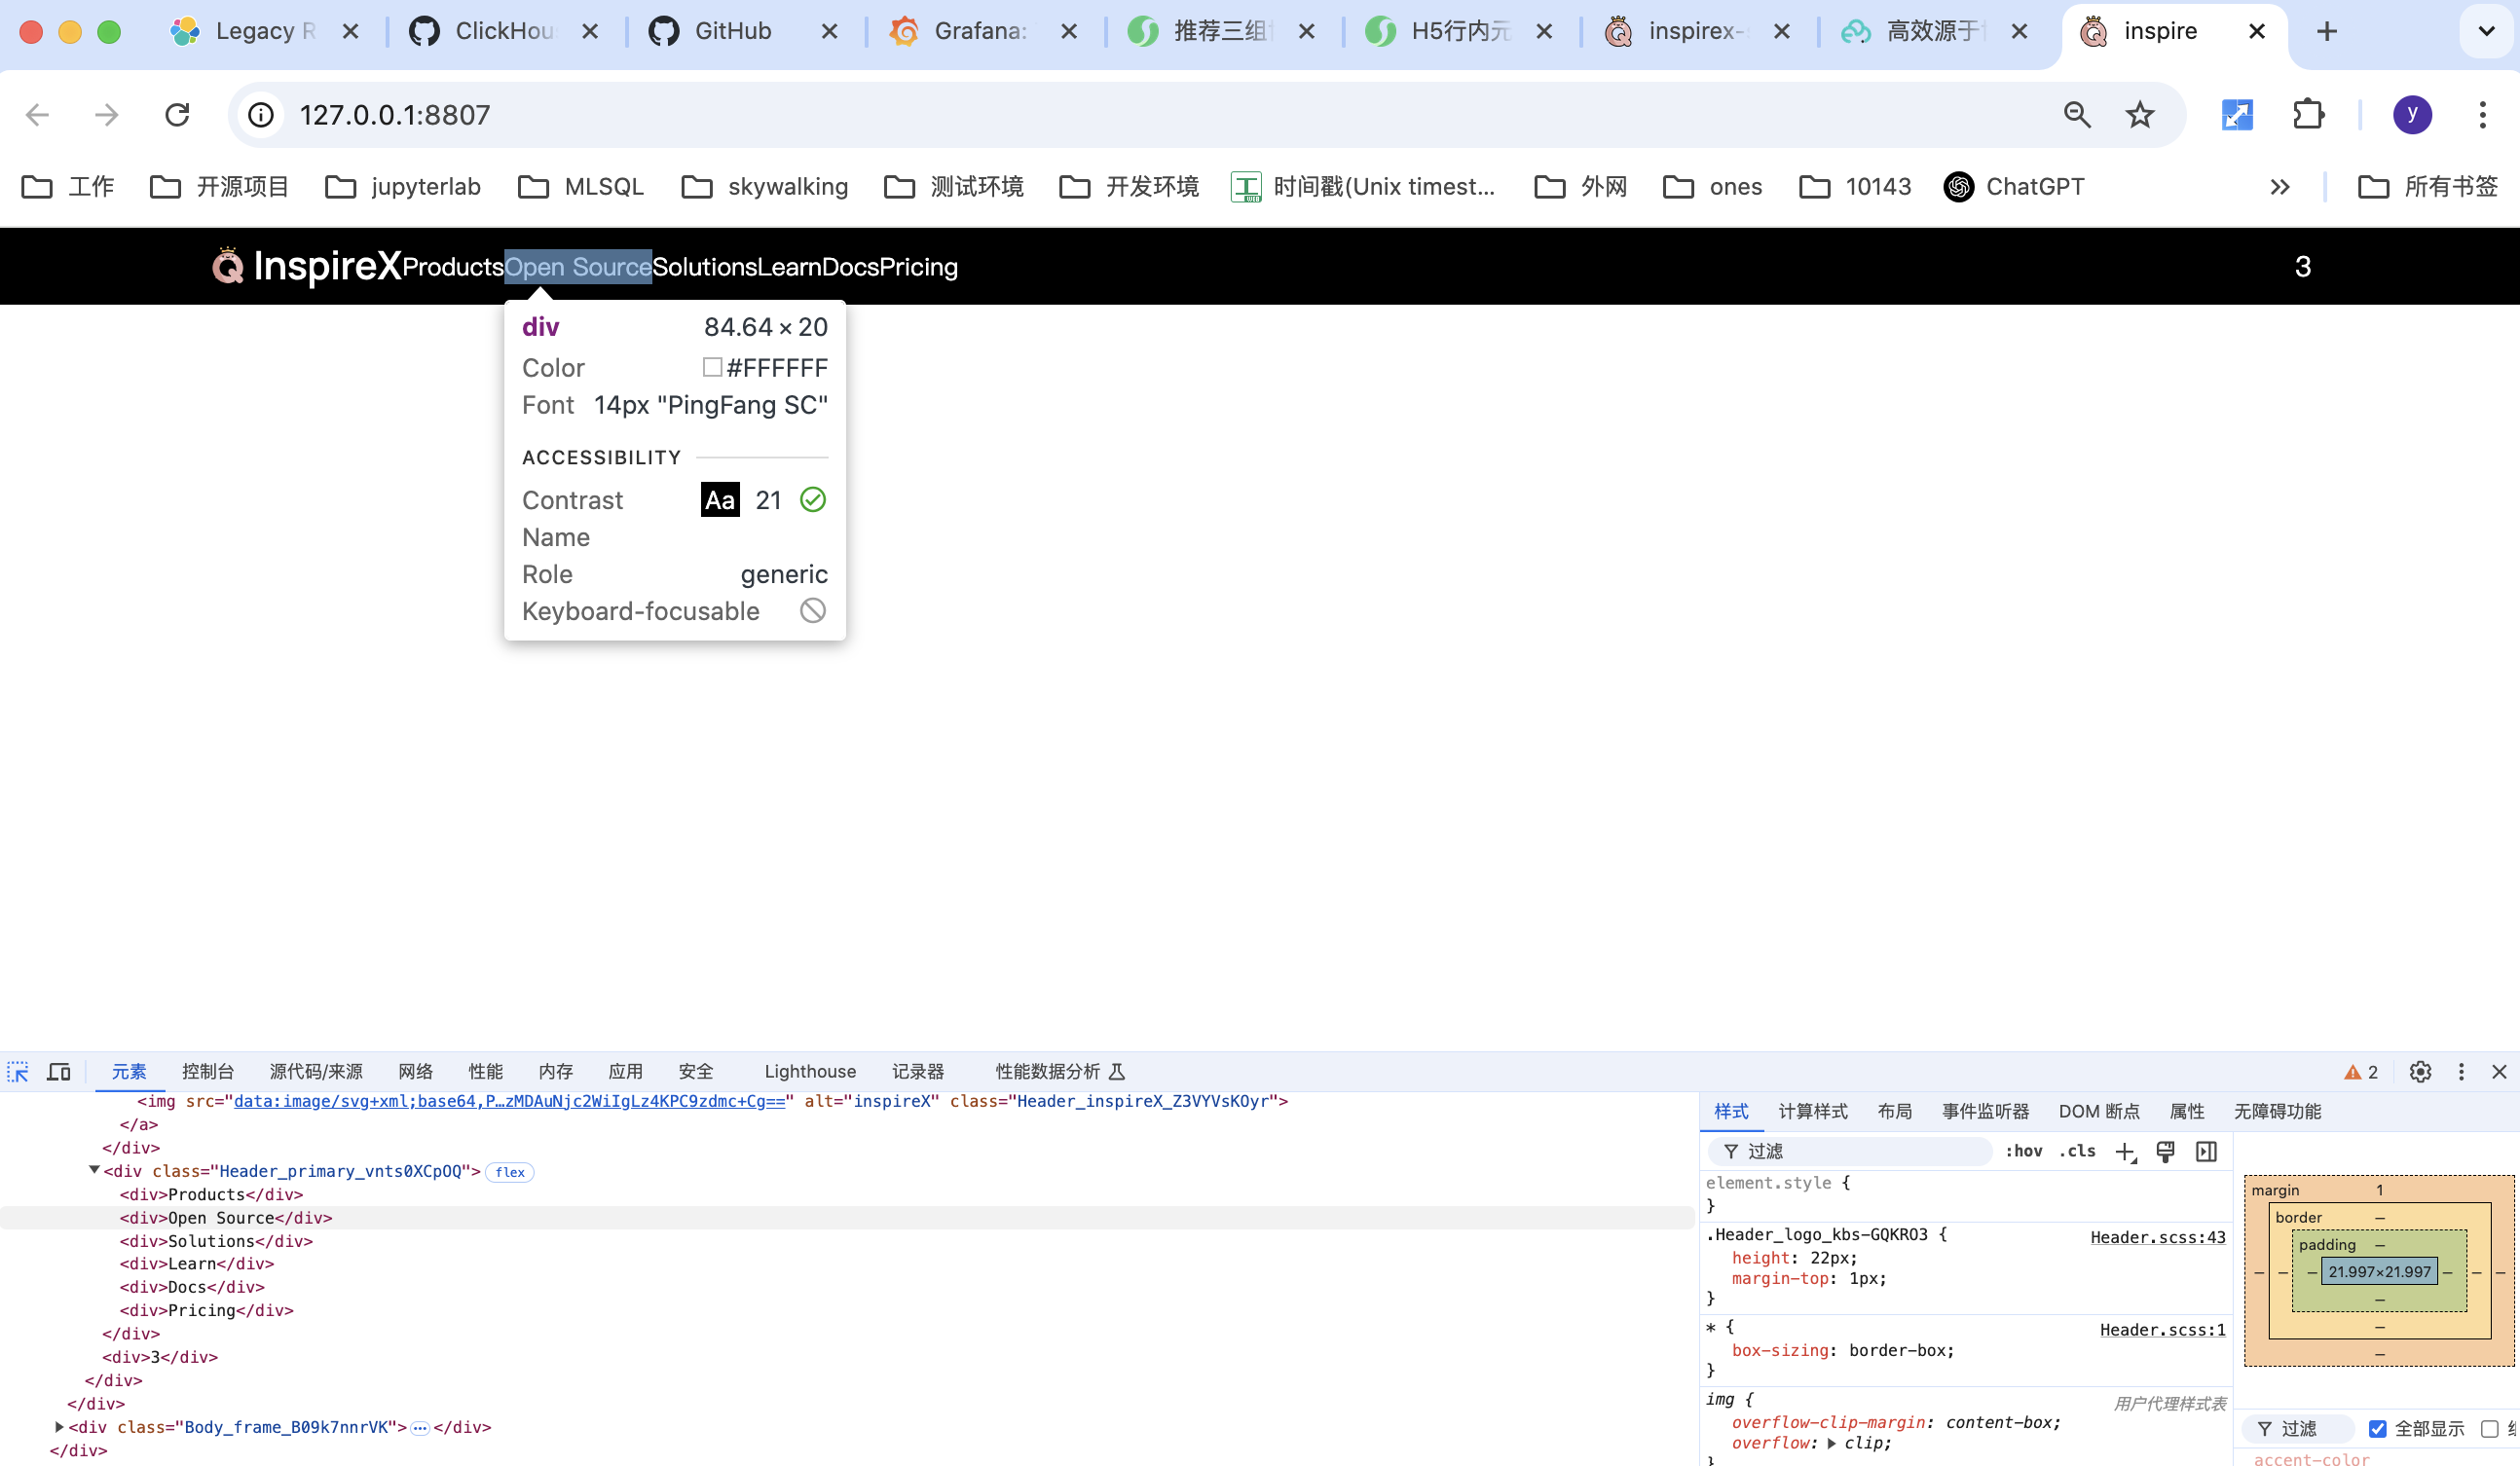 Legacy R
ClickHou
GitHub
Grafana:
推荐三组
H5行内元
inspirex-
高效源于
inspire
127.0.0.1:8807
y
工作
开源项目
jupyterlab
MLSQL
skywalking
测试环境
开发环境
时间戳(Unix timest...
外网
ones
10143
ChatGPT
所有书签
InspireX Products Open Source Solutions Learn Docs Pricing
3
div 84.64 × 20
Color #FFFFFF
Font 14px "PingFang SC"
ACCESSIBILITY
Contrast Aa 21
Name
Role generic
Keyboard-focusable
元素 控制台 源代码/来源 网络 性能 内存 应用 安全 Lighthouse 记录器 性能数据分析 2
<img src="data:image/svg+xml;base64,P…zMDAuNjc2WiIgLz4KPC9zdmc+Cg==" alt="inspireX" class="Header_inspireX_Z3VYVsKOyr">
</a>
</div>
<div class="Header_primary_vnts0XCpOQ"> flex
<div>Products</div>
<div>Open Source</div>
<div>Solutions</div>
<div>Learn</div>
<div>Docs</div>
<div>Pricing</div>
</div>
<div>3</div>
</div>
</div>
<div class="Body_frame_B09k7nnrVK">…</div>
</div>
样式 计算样式 布局 事件监听器 DOM 断点 属性 无障碍功能
过滤 :hov .cls
element.style {
}
.Header_logo_kbs-GQKRO3 { Header.scss:43
height: 22px;
margin-top: 1px;
}
* { Header.scss:1
box-sizing: border-box;
}
img { 用户代理样式表
overflow-clip-margin: content-box;
overflow: clip;
}
margin 1
border –
padding –
– – – 21.997×21.997 – – –
–
–
–
过滤 全部显示
accent-color